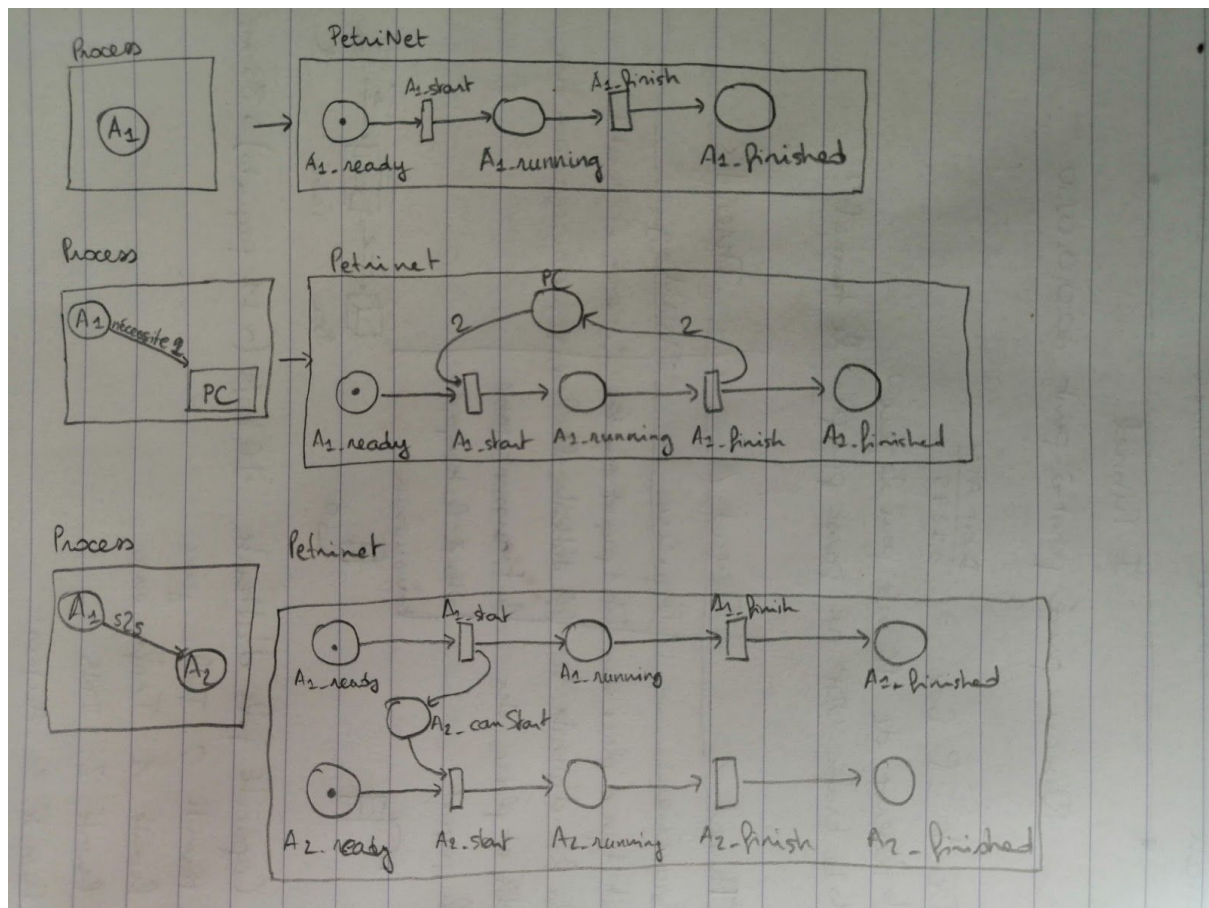 Process
PetriNet
A1
A1_start
A1_finish
A1_ready
A1_running
A1_finished
Process
Petrinet
A1
nécessite 2
PC
PC
2
2
A1_ready
A1_start
A1_running
A1_finish
A1_finished
Process
Petrinet
A1
s2s
A2
A1_start
A1_finish
A1_ready
A1_running
A1_finished
A2_canStart
A2_ready
A2_start
A2_running
A2_finish
A2_finished